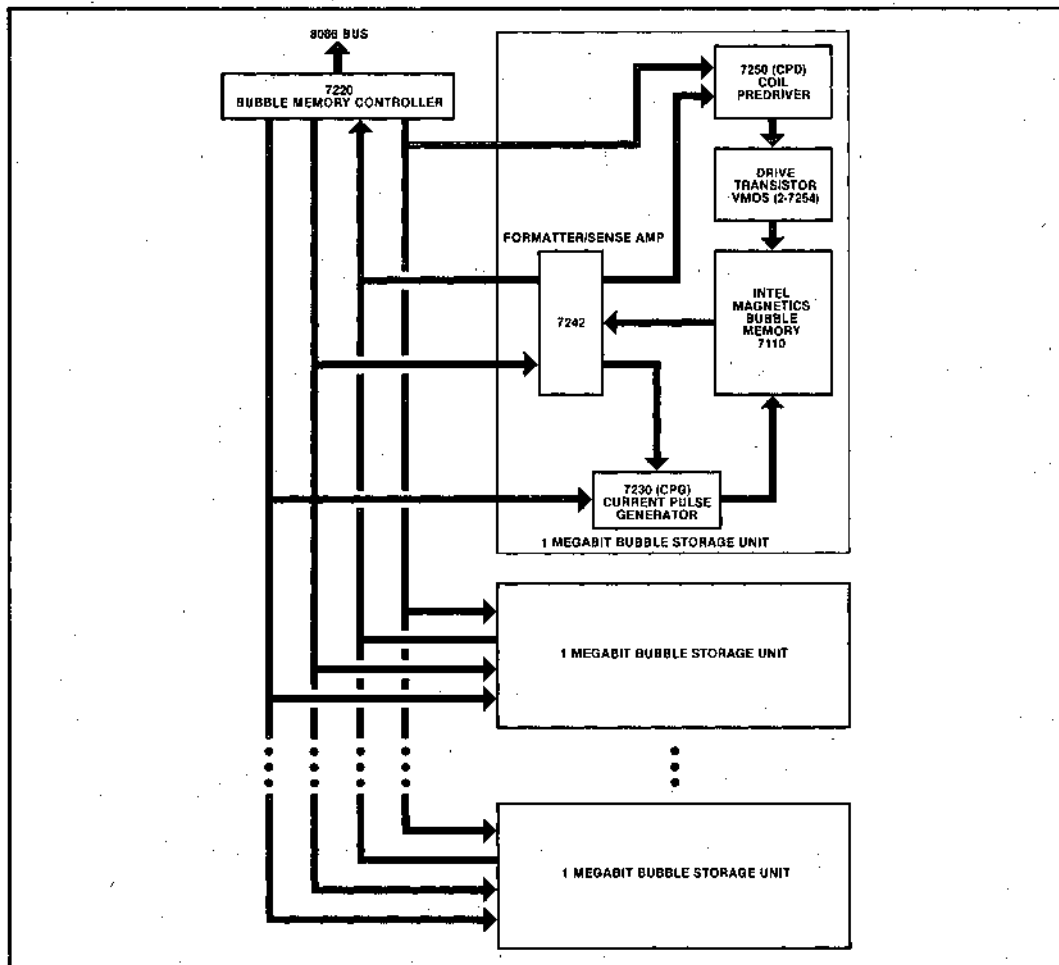 8086 BUS
7220
BUBBLE MEMORY CONTROLLER
7250 (CPD)
COIL
PREDRIVER
DRIVE
TRANSISTOR
VMOS (2-7254)
FORMATTER/SENSE AMP
7242
INTEL
MAGNETICS
BUBBLE
MEMORY
7110
7230 (CPG)
CURRENT PULSE
GENERATOR
1 MEGABIT BUBBLE STORAGE UNIT
1 MEGABIT BUBBLE STORAGE UNIT
1 MEGABIT BUBBLE STORAGE UNIT